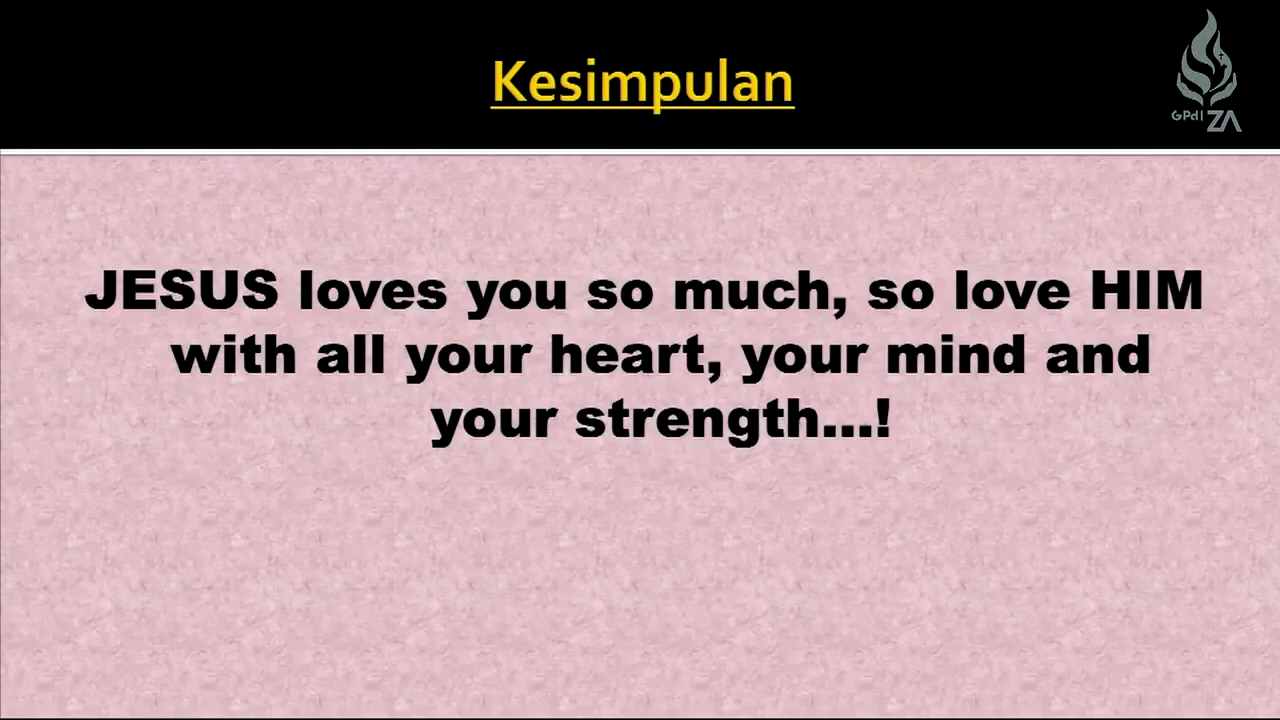 Kesimpulan
GPdI ZA
JESUS loves you so much, so love HIM
with all your heart, your mind and
your strength...!